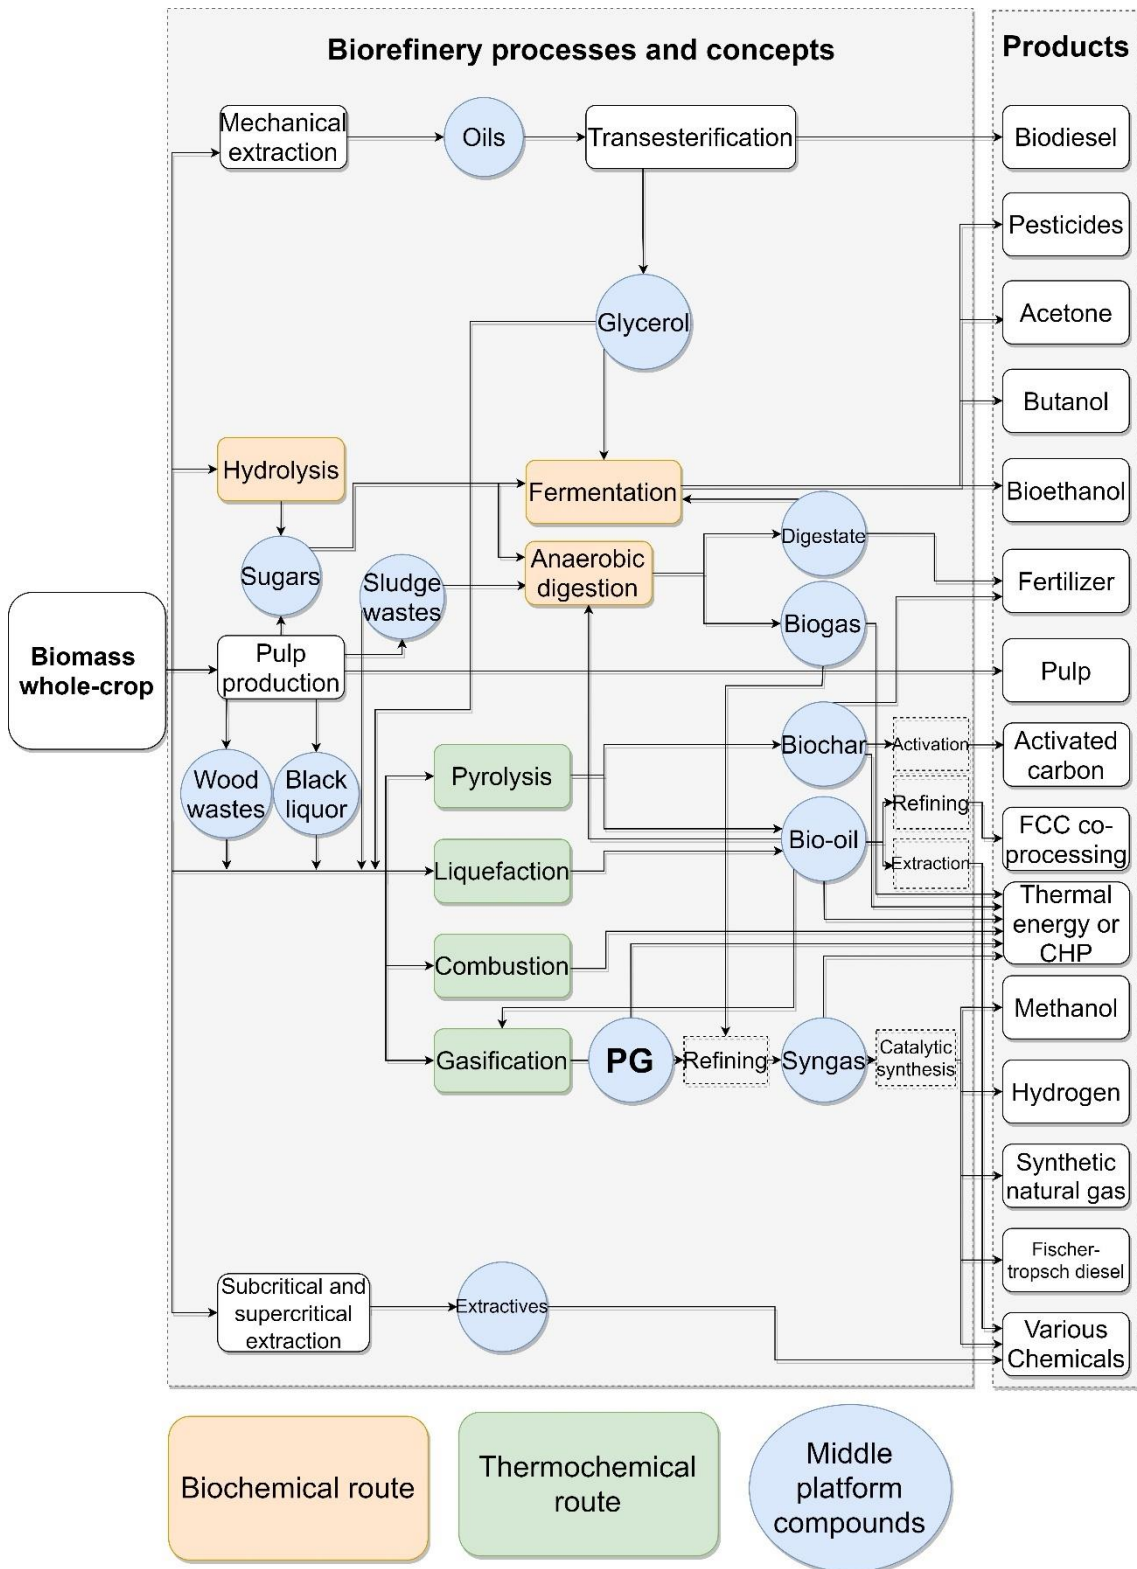 Biorefinery processes and concepts
Products
Mechanical
extraction
Oils
Transesterification
Biodiesel
Pesticides
Glycerol
Acetone
Butanol
Hydrolysis
Fermentation
Bioethanol
Sugars
Sludge
wastes
Anaerobic
digestion
Digestate
Fertilizer
Biogas
Biomass
whole-crop
Pulp
production
Pulp
Wood
wastes
Black
liquor
Pyrolysis
Biochar
Activation
Activated
carbon
Refining
Bio-oil
FCC co-
processing
Liquefaction
Extraction
Thermal
energy or
CHP
Combustion
Methanol
Gasification
PG
Refining
Syngas
Catalytic
synthesis
Hydrogen
Synthetic
natural gas
Fischer-
tropsch diesel
Subcritical and
supercritical
extraction
Extractives
Various
Chemicals
Biochemical route
Thermochemical
route
Middle
platform
compounds